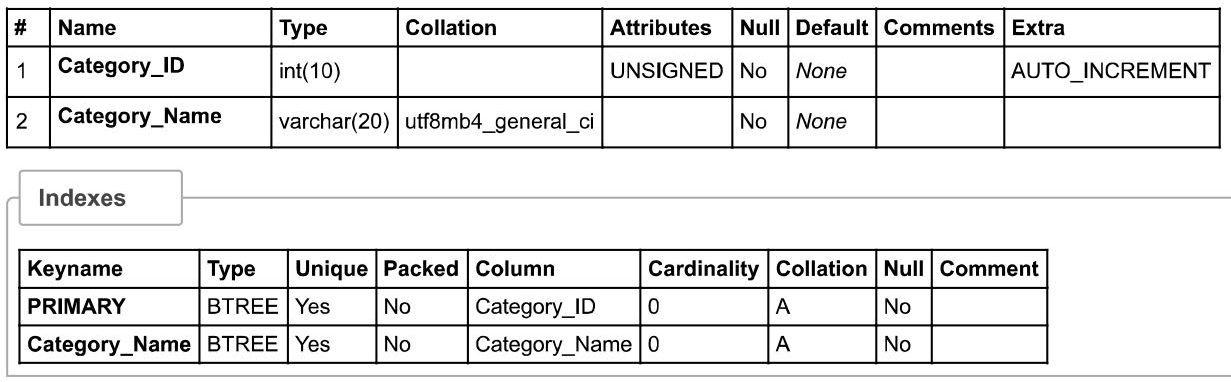 # Name Type Collation Attributes Null Default Comments Extra
1 Category_ID int(10) UNSIGNED No None AUTO_INCREMENT
2 Category_Name varchar(20) utf8mb4_general_ci No None
Indexes
Keyname Type Unique Packed Column Cardinality Collation Null Comment
PRIMARY BTREE Yes No Category_ID 0 A No
Category_Name BTREE Yes No Category_Name 0 A No